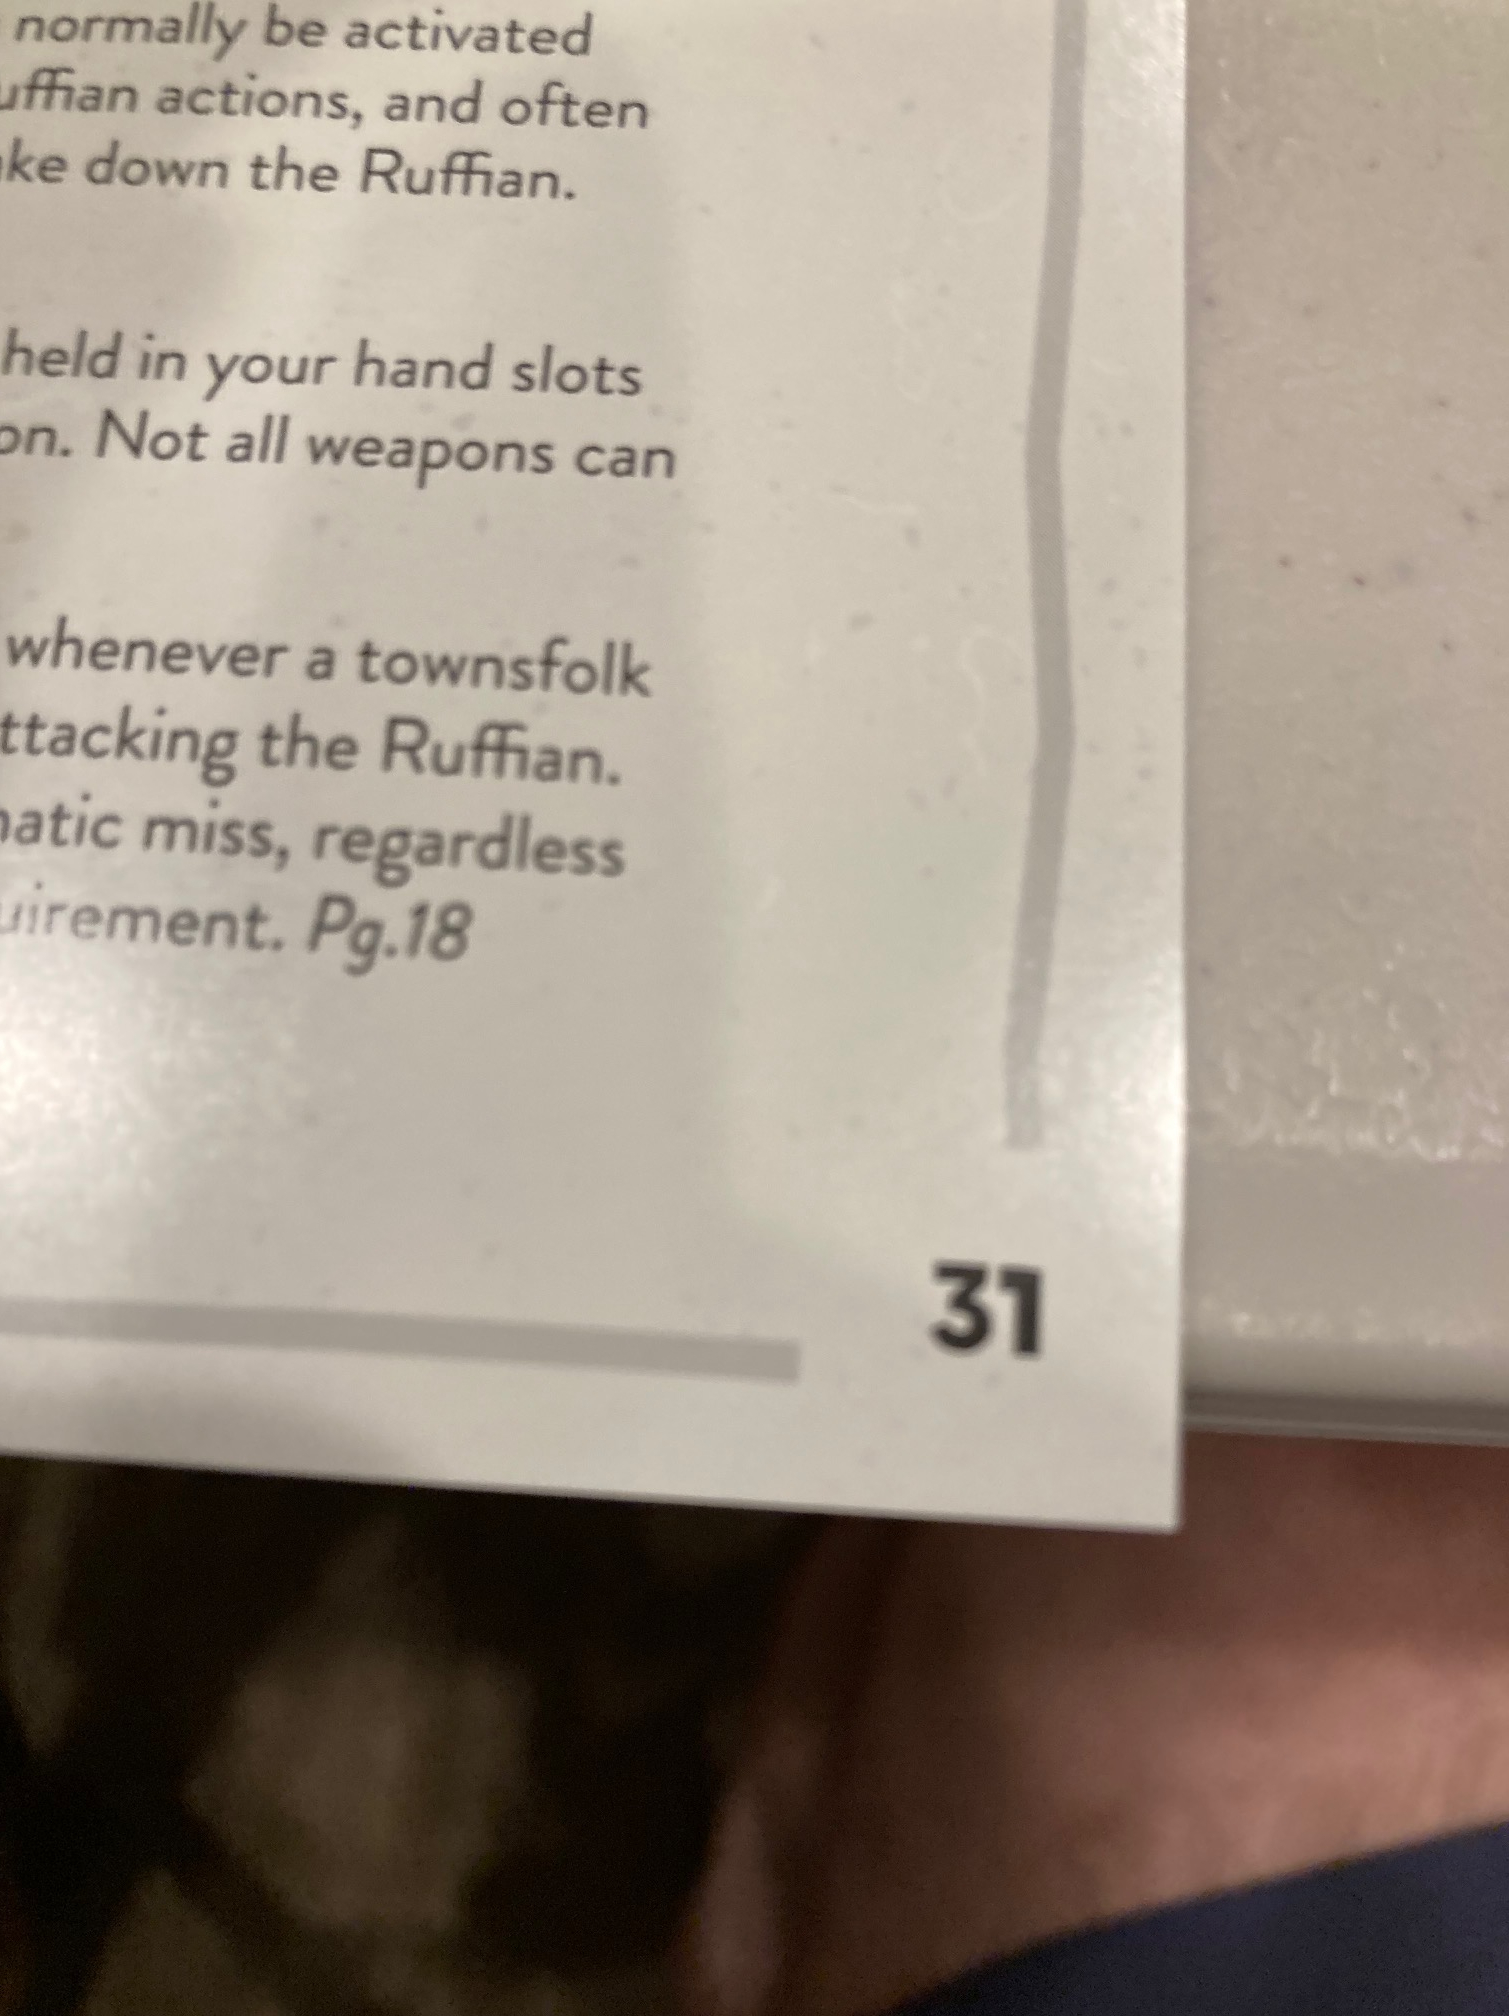 normally be activated
uffian actions, and often
ke down the Ruffian.
held in your hand slots
on. Not all weapons can
whenever a townsfolk
ttacking the Ruffian.
atic miss, regardless
uirement. Pg.18
31